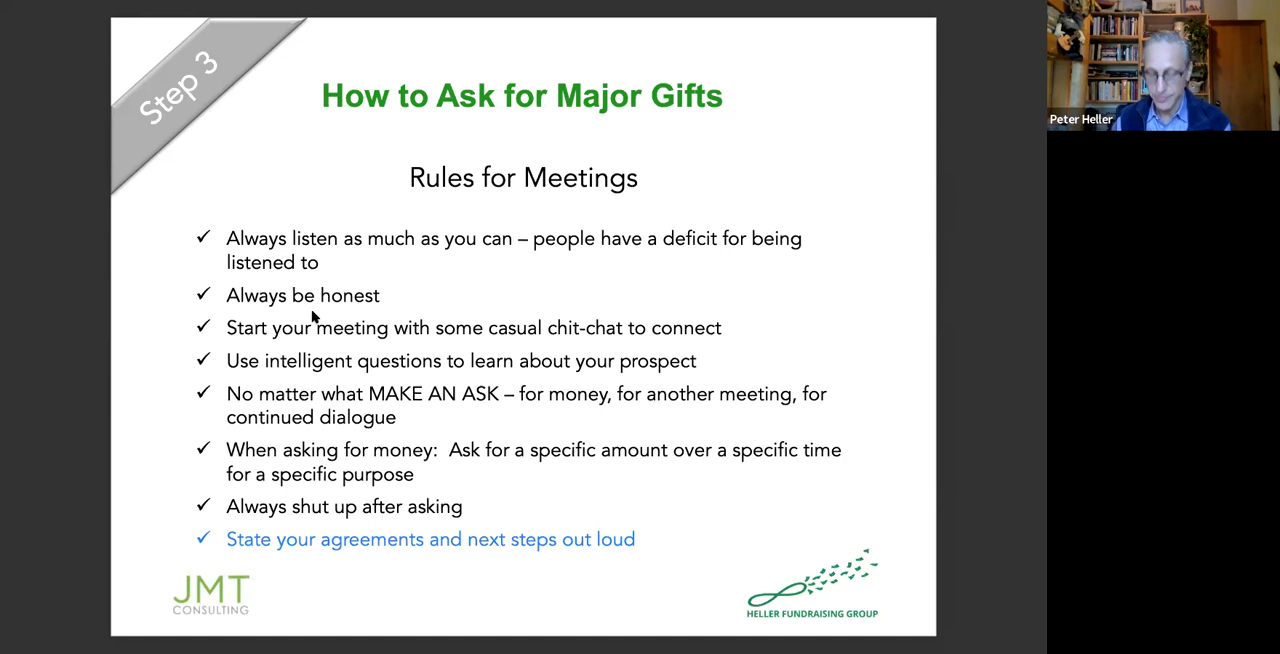 Step 3
How to Ask for Major Gifts
Rules for Meetings
✓ Always listen as much as you can – people have a deficit for being
listened to
✓ Always be honest
✓ Start your meeting with some casual chit-chat to connect
✓ Use intelligent questions to learn about your prospect
✓ No matter what MAKE AN ASK – for money, for another meeting, for
continued dialogue
✓ When asking for money:  Ask for a specific amount over a specific time
for a specific purpose
✓ Always shut up after asking
✓ State your agreements and next steps out loud
JMT
CONSULTING
HELLER FUNDRAISING GROUP
Peter Heller